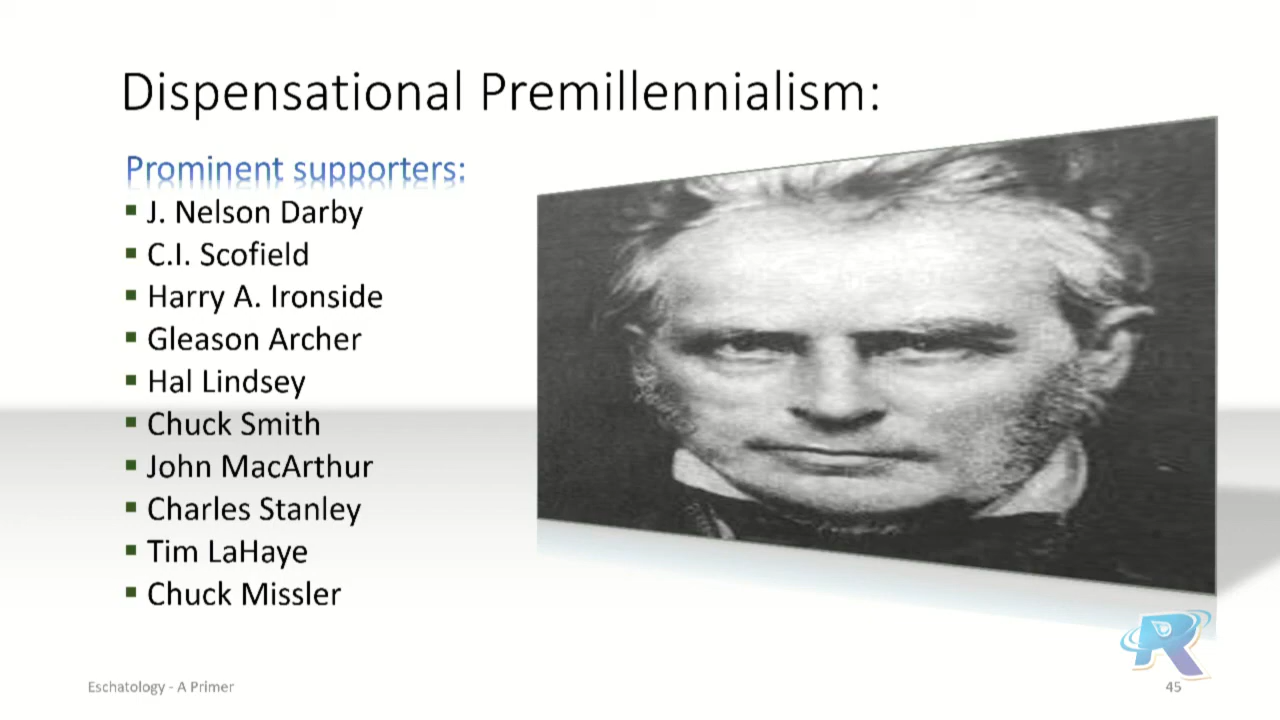 Dispensational Premillennialism:
Prominent supporters:
▪ J. Nelson Darby
▪ C.I. Scofield
▪ Harry A. Ironside
▪ Gleason Archer
▪ Hal Lindsey
▪ Chuck Smith
▪ John MacArthur
▪ Charles Stanley
▪ Tim LaHaye
▪ Chuck Missler
R
Eschatology - A Primer
45